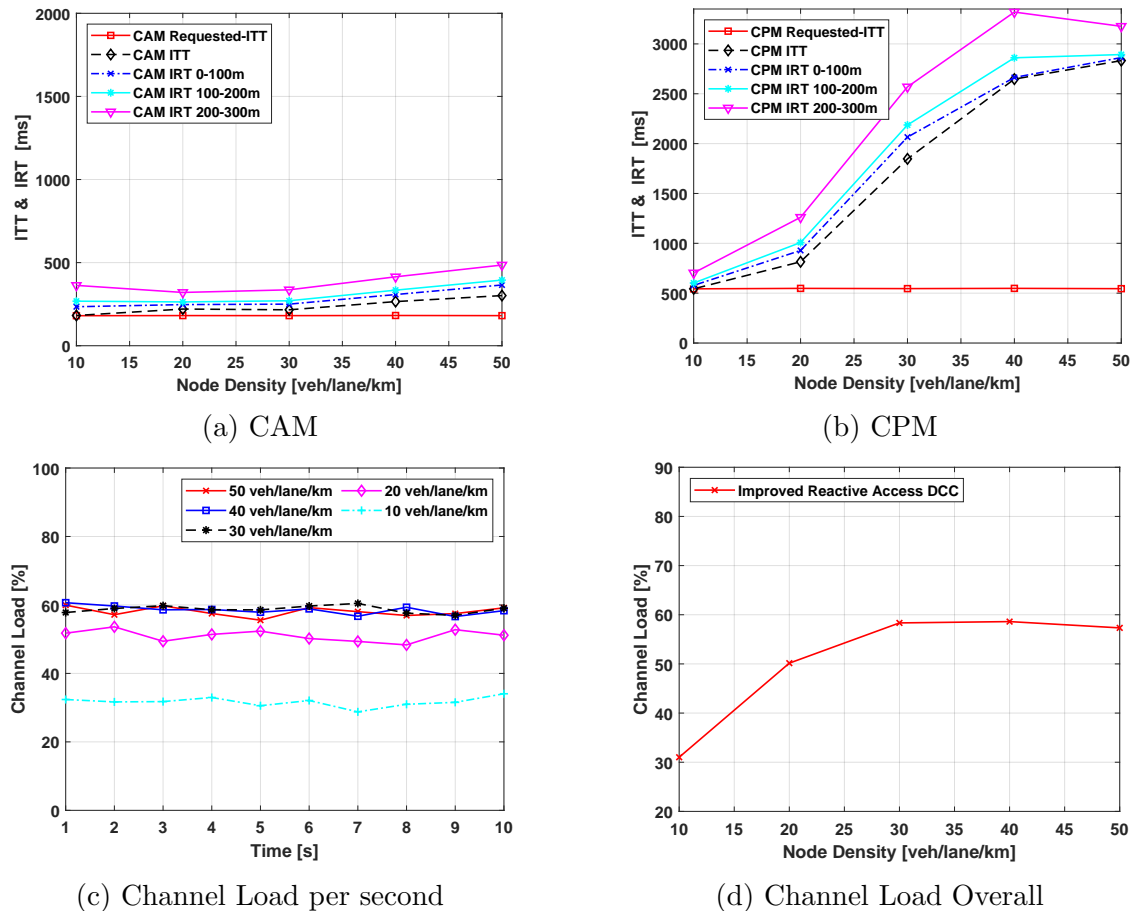 2000
1500
1000
500
0
ITT & IRT [ms]
CAM Requested-ITT
CAM ITT
CAM IRT 0-100m
CAM IRT 100-200m
CAM IRT 200-300m
10 15 20 25 30 35 40 45 50
Node Density [veh/lane/km]
(a) CAM
3000
2500
2000
1500
1000
500
0
ITT & IRT [ms]
CPM Requested-ITT
CPM ITT
CPM IRT 0-100m
CPM IRT 100-200m
CPM IRT 200-300m
10 15 20 25 30 35 40 45 50
Node Density [veh/lane/km]
(b) CPM
100
80
60
40
20
0
Channel Load [%]
50 veh/lane/km
40 veh/lane/km
30 veh/lane/km
20 veh/lane/km
10 veh/lane/km
1 2 3 4 5 6 7 8 9 10
Time [s]
(c) Channel Load per second
90
80
70
60
50
40
30
20
Channel Load [%]
Improved Reactive Access DCC
10 15 20 25 30 35 40 45 50
Node Density [veh/lane/km]
(d) Channel Load Overall